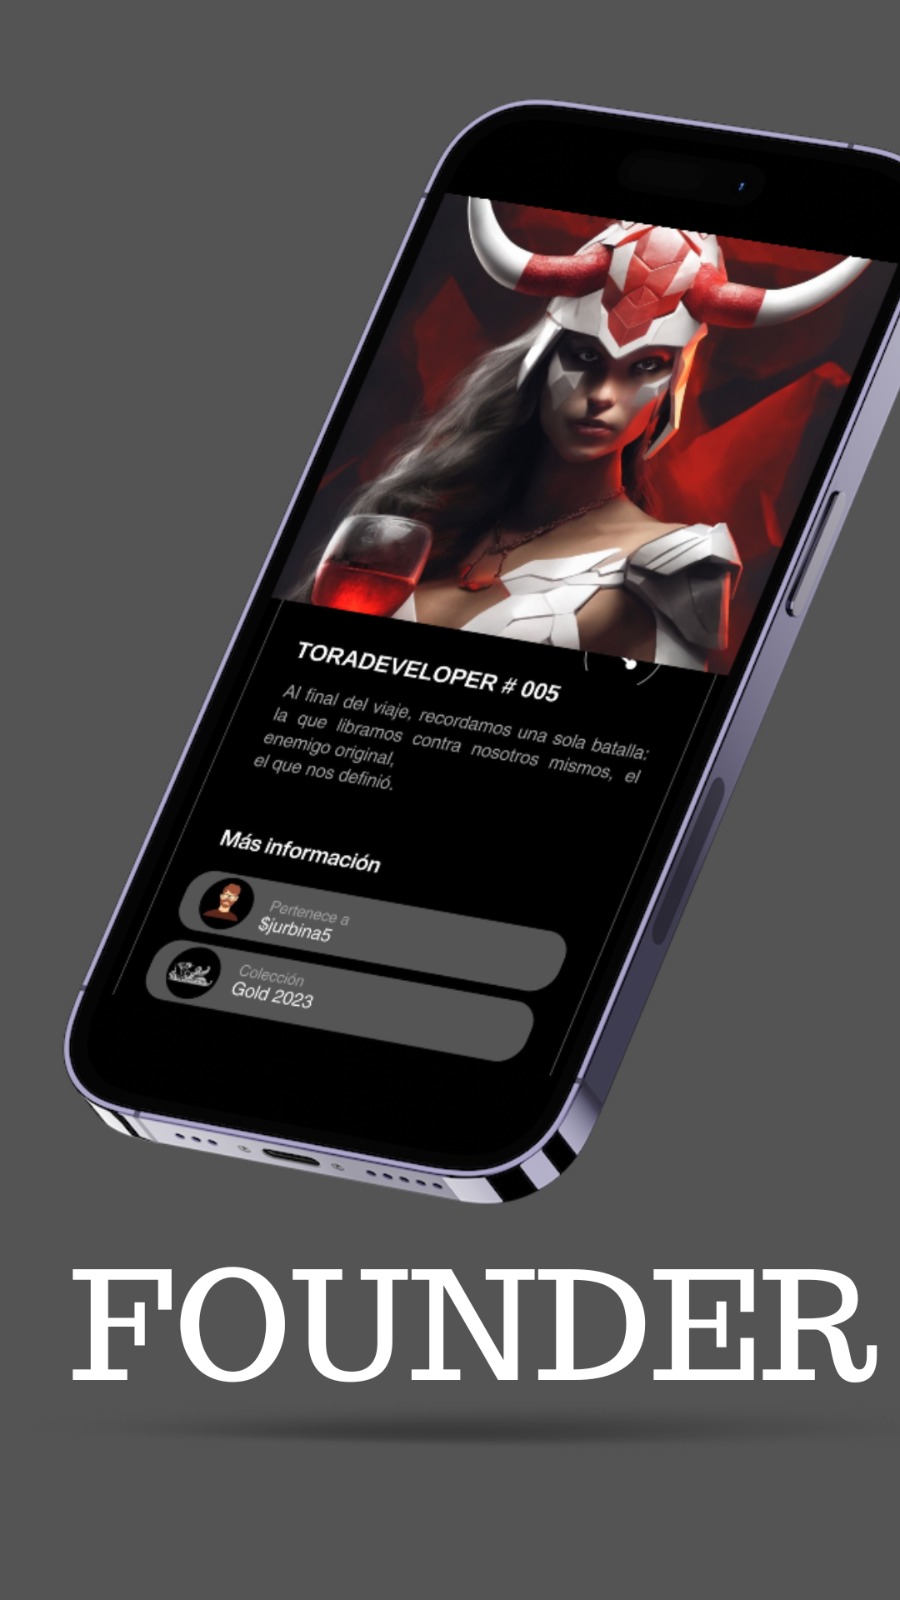 TORADEVELOPER # 005
Al final del viaje, recordamos una sola batalla:
la que libramos contra nosotros mismos, el
enemigo original,
el que nos definió.
Más información
Pertenece a
$jurbina5
Colección
Gold 2023
FOUNDER